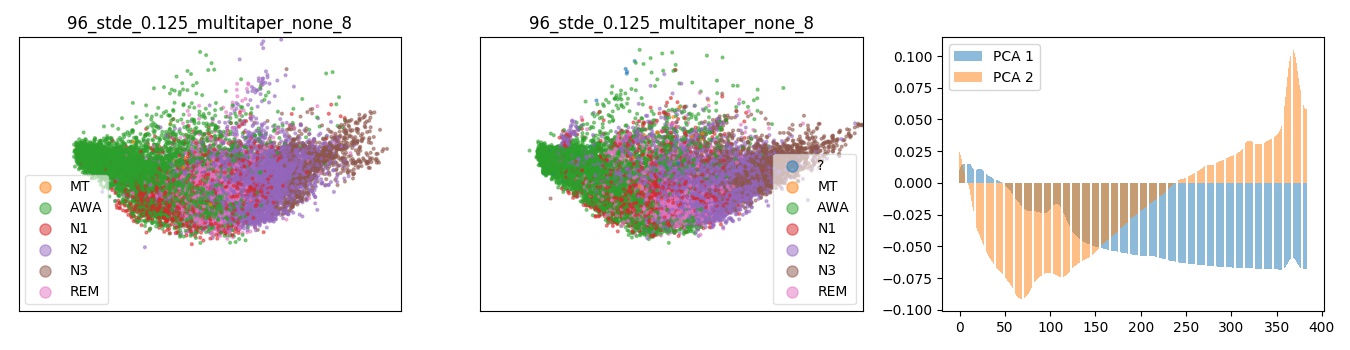 96_stde_0.125_multitaper_none_8
MT
AWA
N1
N2
N3
REM
96_stde_0.125_multitaper_none_8
?
MT
AWA
N1
N2
N3
REM
PCA 1
PCA 2
0.100
0.075
0.050
0.025
0.000
−0.025
−0.050
−0.075
−0.100
0 50 100 150 200 250 300 350 400